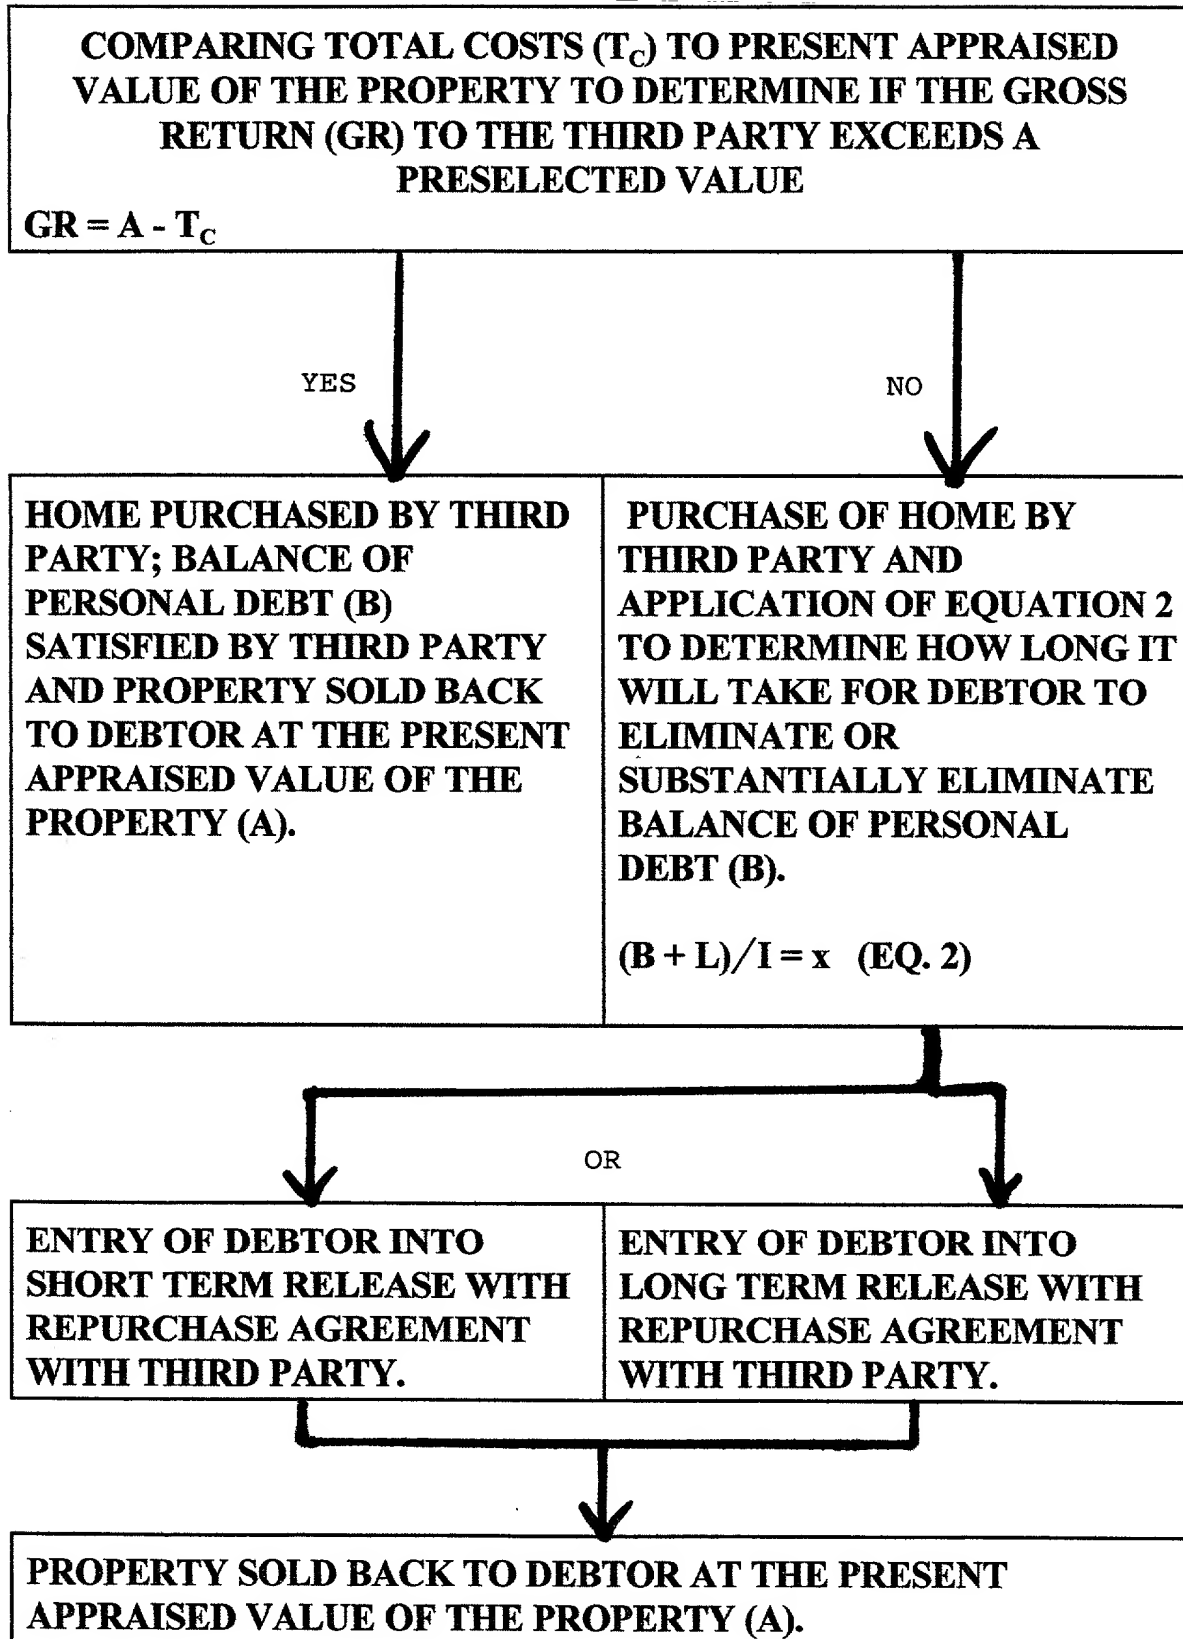 COMPARING TOTAL COSTS (TC) TO PRESENT APPRAISED
VALUE OF THE PROPERTY TO DETERMINE IF THE GROSS
RETURN (GR) TO THE THIRD PARTY EXCEEDS A
PRESELECTED VALUE
GR = A - TC
YES
NO
HOME PURCHASED BY THIRD
PARTY; BALANCE OF
PERSONAL DEBT (B)
SATISFIED BY THIRD PARTY
AND PROPERTY SOLD BACK
TO DEBTOR AT THE PRESENT
APPRAISED VALUE OF THE
PROPERTY (A).
PURCHASE OF HOME BY
THIRD PARTY AND
APPLICATION OF EQUATION 2
TO DETERMINE HOW LONG IT
WILL TAKE FOR DEBTOR TO
ELIMINATE OR
SUBSTANTIALLY ELIMINATE
BALANCE OF PERSONAL
DEBT (B).
(B + L)/I = x (EQ. 2)
OR
ENTRY OF DEBTOR INTO
SHORT TERM RELEASE WITH
REPURCHASE AGREEMENT
WITH THIRD PARTY.
ENTRY OF DEBTOR INTO
LONG TERM RELEASE WITH
REPURCHASE AGREEMENT
WITH THIRD PARTY.
PROPERTY SOLD BACK TO DEBTOR AT THE PRESENT
APPRAISED VALUE OF THE PROPERTY (A).